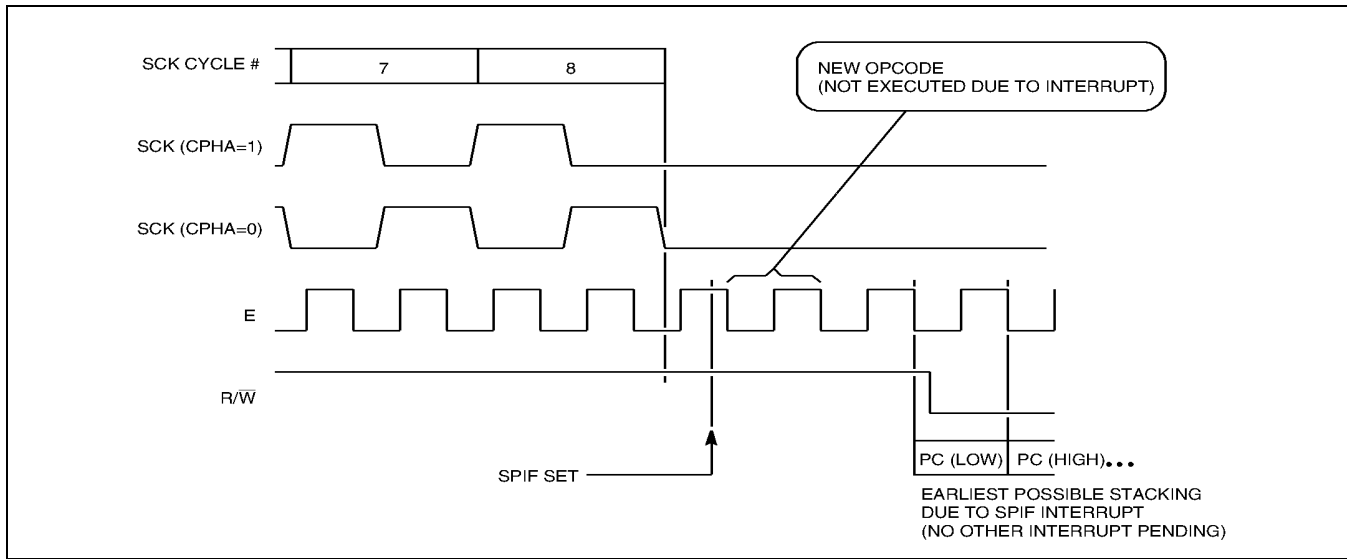 SCK CYCLE #
7
8
NEW OPCODE
(NOT EXECUTED DUE TO INTERRUPT)
SCK (CPHA=1)
SCK (CPHA=0)
E
R/W̅
SPIF SET
PC (LOW)
PC (HIGH)•••
EARLIEST POSSIBLE STACKING
DUE TO SPIF INTERRUPT
(NO OTHER INTERRUPT PENDING)